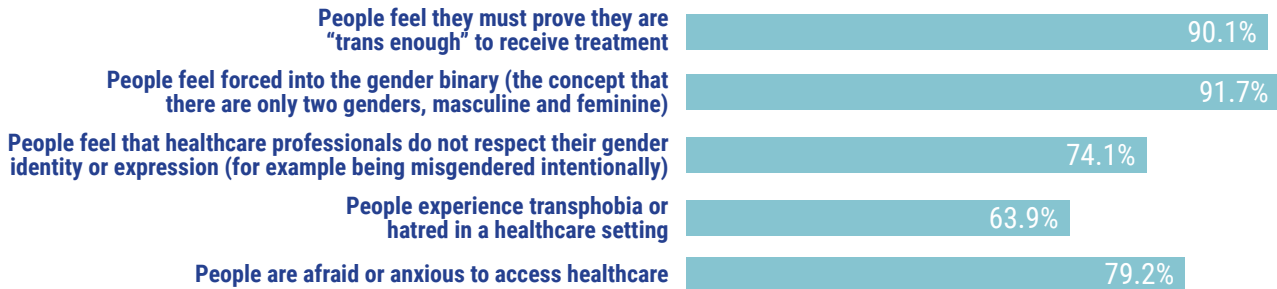 People feel they must prove they are
“trans enough” to receive treatment
90.1%
People feel forced into the gender binary (the concept that
there are only two genders, masculine and feminine)
91.7%
People feel that healthcare professionals do not respect their gender
identity or expression (for example being misgendered intentionally)
74.1%
People experience transphobia or
hatred in a healthcare setting
63.9%
People are afraid or anxious to access healthcare
79.2%